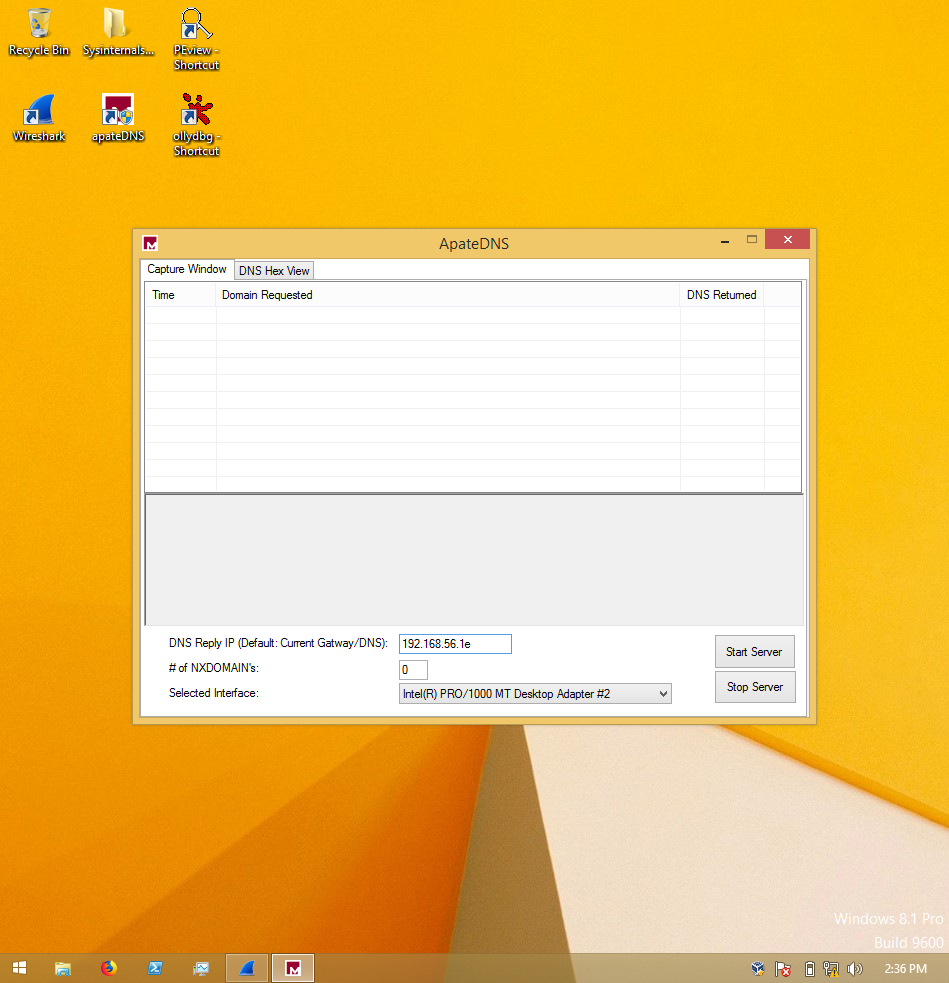 Recycle Bin
Sysinternals...
PEview -
Shortcut
Wireshark
apateDNS
ollydbg -
Shortcut
ApateDNS
Capture Window
DNS Hex View
Time
Domain Requested
DNS Returned
DNS Reply IP (Default: Current Gatway/DNS):
192.168.56.1e
# of NXDOMAIN's:
0
Selected Interface:
Intel(R) PRO/1000 MT Desktop Adapter #2
Start Server
Stop Server
Windows 8.1 Pro
Build 9600
2:36 PM